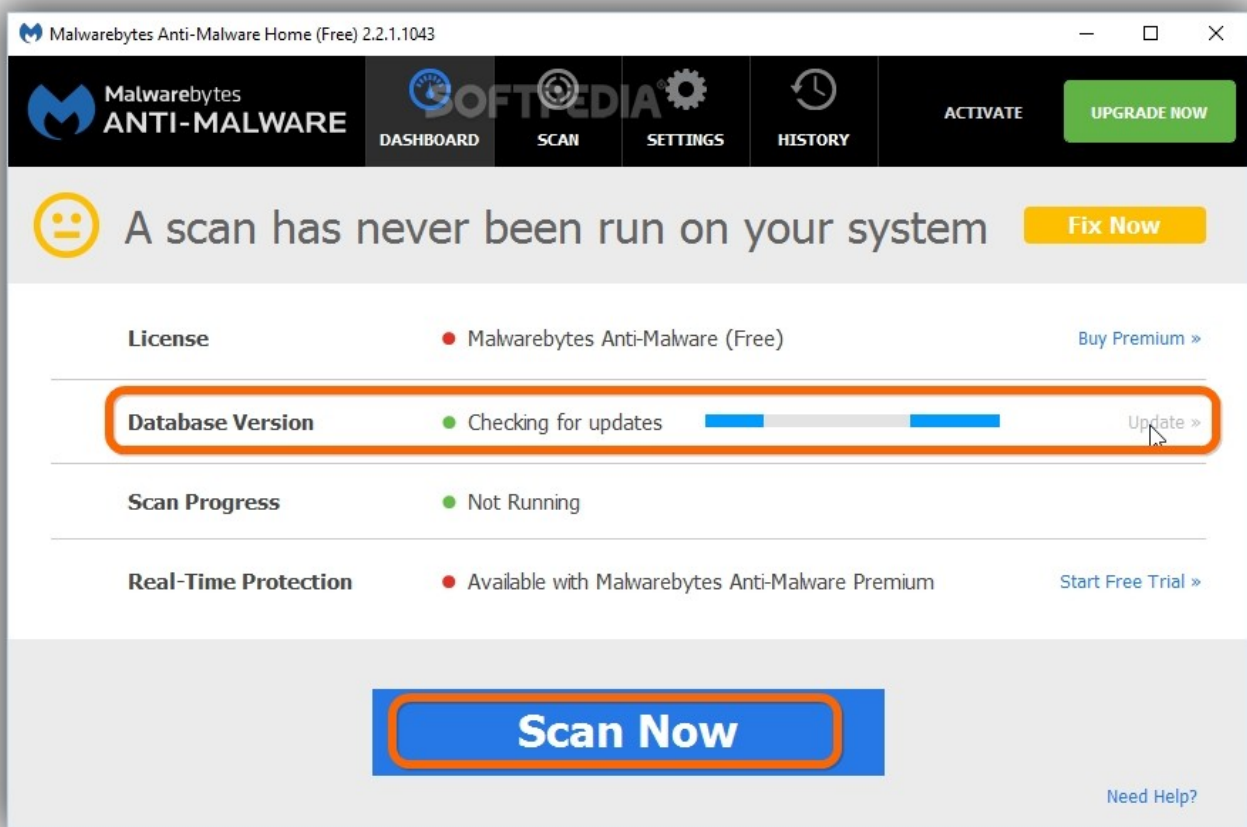 Malwarebytes Anti-Malware Home (Free) 2.2.1.1043
Malwarebytes
ANTI-MALWARE
SOFTPEDIA®
DASHBOARD
SCAN
SETTINGS
HISTORY
ACTIVATE
UPGRADE NOW
A scan has never been run on your system
Fix Now
License
Malwarebytes Anti-Malware (Free)
Buy Premium »
Database Version
Checking for updates
Update »
Scan Progress
Not Running
Real-Time Protection
Available with Malwarebytes Anti-Malware Premium
Start Free Trial »
Scan Now
Need Help?